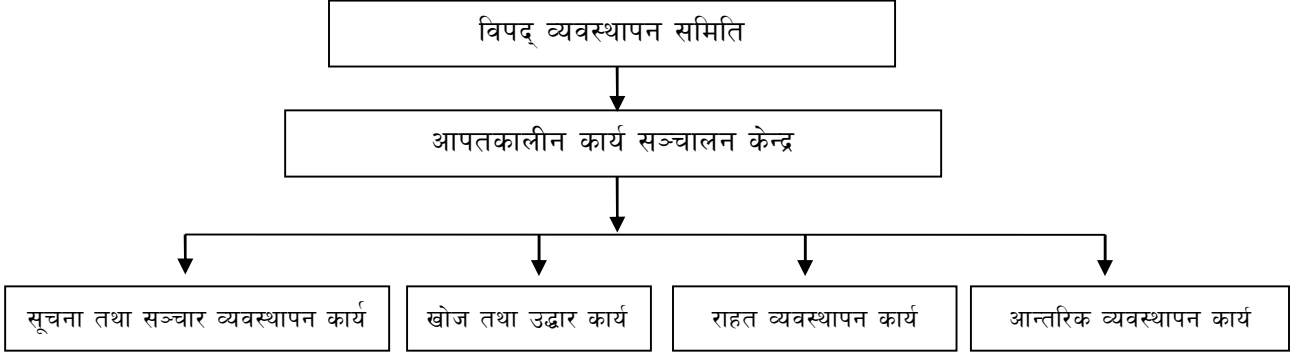 विपद् व्यवस्थापन समिति
आपतकालीन कार्य सञ्चालन केन्द्र
सूचना तथा सञ्चार व्यवस्थापन कार्य
खोज तथा उद्धार कार्य
राहत व्यवस्थापन कार्य
आन्तरिक व्यवस्थापन कार्य